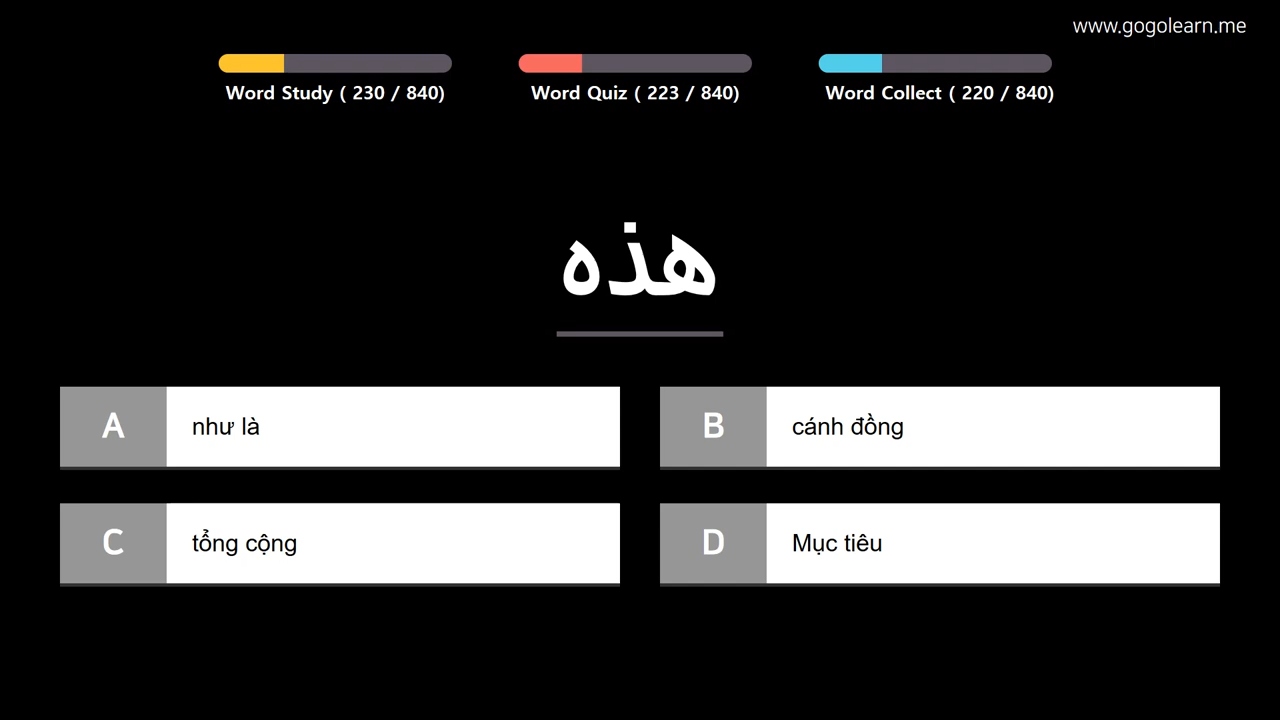 www.gogolearn.me
Word Study ( 230 / 840)
Word Quiz ( 223 / 840)
Word Collect ( 220 / 840)
هذه
A như là
B cánh đồng
C tổng cộng
D Mục tiêu